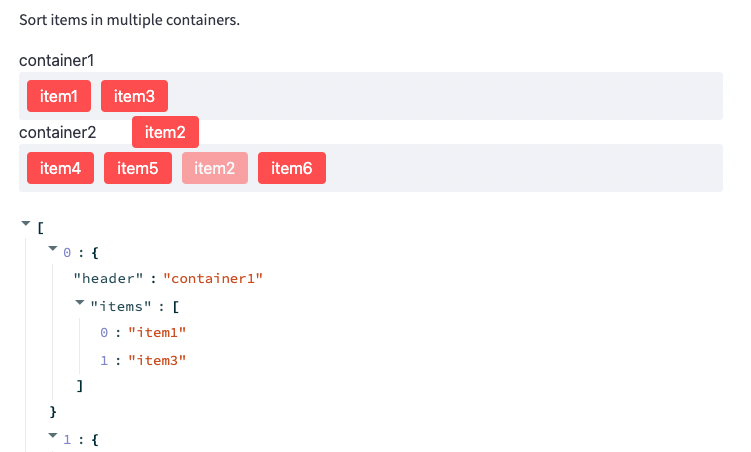 Sort items in multiple containers.
container1
item1 item3
container2 item2
item4 item5 item2 item6
[
0 : {
"header" : "container1"
"items" : [
0 : "item1"
1 : "item3"
]
}
1 : {